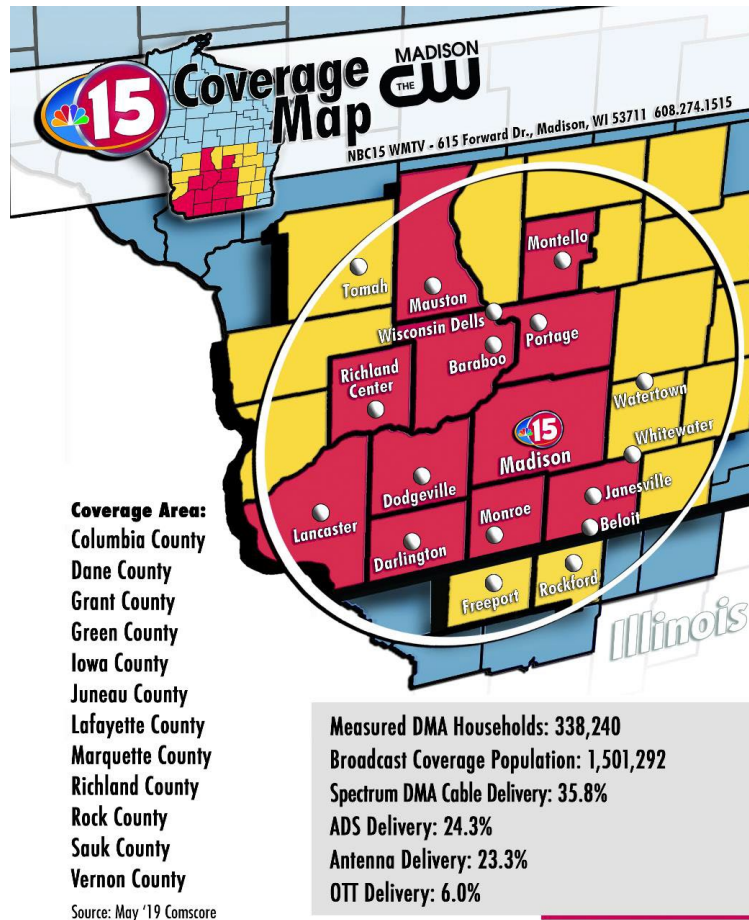 15 Coverage
Map
MADISON
THE CW
NBC15 WMTV - 615 Forward Dr., Madison, WI 53711 608.274.1515
Montello
Tomah
Mauston
Wisconsin Dells
Portage
Baraboo
Richland
Center
Watertown
15
Whitewater
Madison
Dodgeville
Janesville
Lancaster
Monroe
Beloit
Darlington
Rockford
Freeport
Illinois
Coverage Area:
Columbia County
Dane County
Grant County
Green County
Iowa County
Juneau County
Lafayette County
Marquette County
Richland County
Rock County
Sauk County
Vernon County
Source: May ‘19 Comscore
Measured DMA Households: 338,240
Broadcast Coverage Population: 1,501,292
Spectrum DMA Cable Delivery: 35.8%
ADS Delivery: 24.3%
Antenna Delivery: 23.3%
OTT Delivery: 6.0%